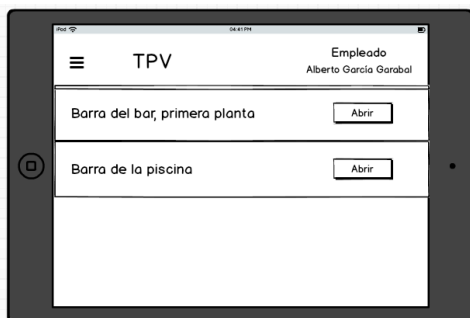 iPod 04:41 PM
TPV
Empleado
Alberto García Garabal
Barra del bar, primera planta Abrir
Barra de la piscina Abrir